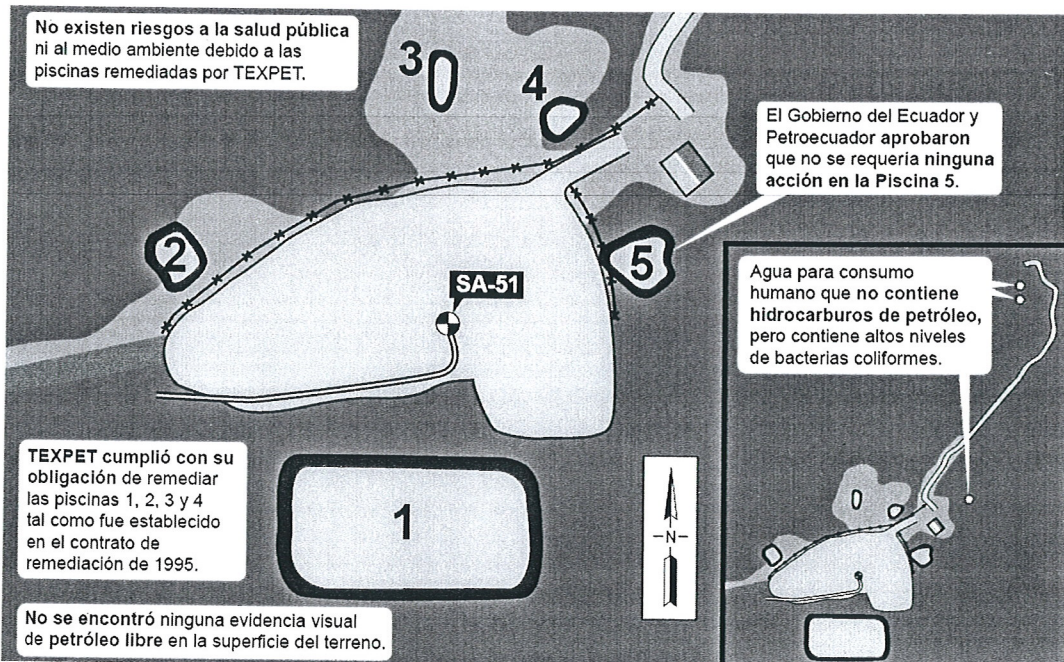 No existen riesgos a la salud pública
ni al medio ambiente debido a las
piscinas remediadas por TEXPET.
3
4
El Gobierno del Ecuador y
Petroecuador aprobaron
que no se requería ninguna
acción en la Piscina 5.
2
5
SA-51
Agua para consumo
humano que no contiene
hidrocarburos de petróleo,
pero contiene altos niveles
de bacterias coliformes.
TEXPET cumplió con su
obligación de remediar
las piscinas 1, 2, 3 y 4
tal como fue establecido
en el contrato de
remediación de 1995.
1
N
No se encontró ninguna evidencia visual
de petróleo libre en la superficie del terreno.